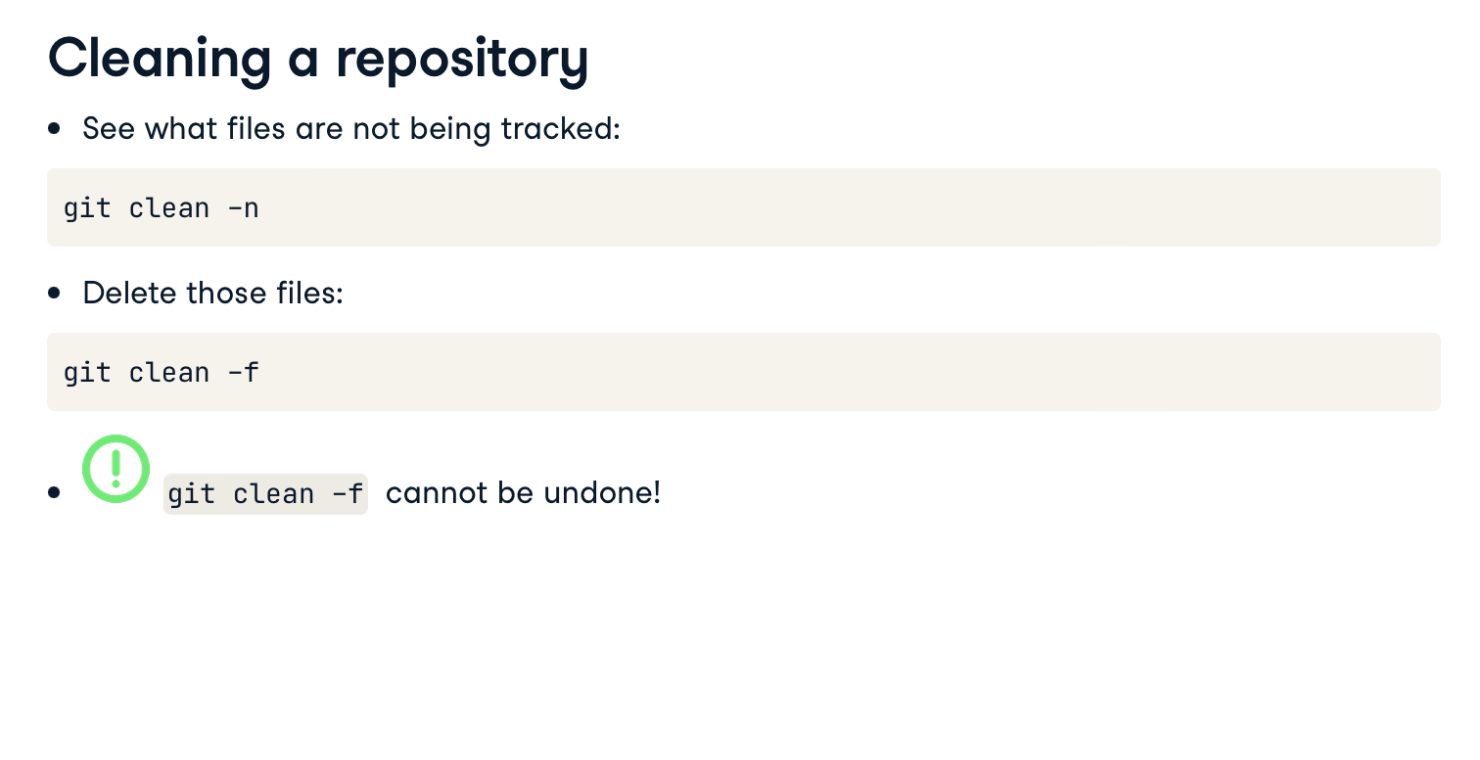 Cleaning a repository
• See what files are not being tracked:
git clean -n
• Delete those files:
git clean -f
• git clean -f cannot be undone!